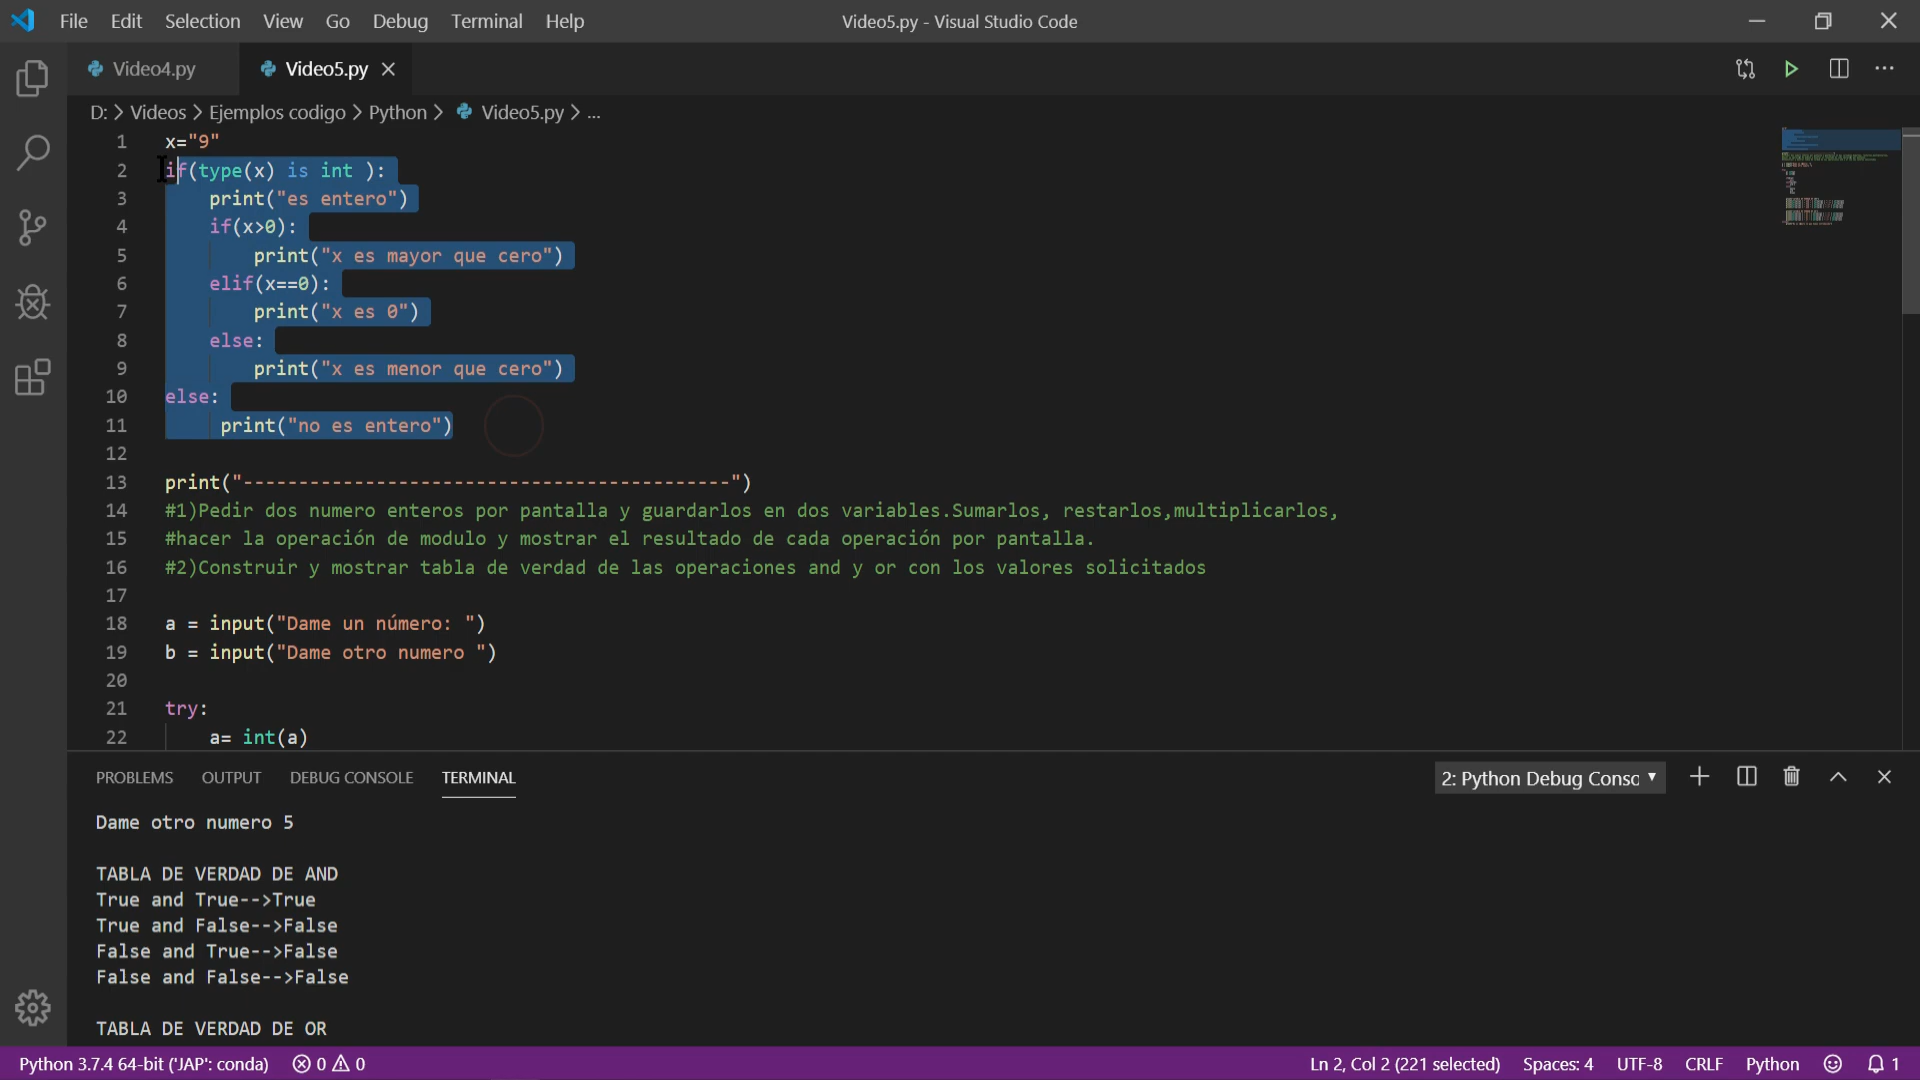 File Edit Selection View Go Debug Terminal Help
Video5.py - Visual Studio Code
Video4.py
Video5.py
D: > Videos > Ejemplos codigo > Python > Video5.py > ...
1 x="9"
2 if(type(x) is int ):
3 print("es entero")
4 if(x>0):
5 print("x es mayor que cero")
6 elif(x==0):
7 print("x es 0")
8 else:
9 print("x es menor que cero")
10 else:
11 print("no es entero")
12
13 print("--------------------------------------------")
14 #1)Pedir dos numero enteros por pantalla y guardarlos en dos variables.Sumarlos, restarlos,multiplicarlos,
15 #hacer la operación de modulo y mostrar el resultado de cada operación por pantalla.
16 #2)Construir y mostrar tabla de verdad de las operaciones and y or con los valores solicitados
17
18 a = input("Dame un número: ")
19 b = input("Dame otro numero ")
20
21 try:
22 a= int(a)
PROBLEMS OUTPUT DEBUG CONSOLE TERMINAL
2: Python Debug Consc
Dame otro numero 5
TABLA DE VERDAD DE AND
True and True-->True
True and False-->False
False and True-->False
False and False-->False
TABLA DE VERDAD DE OR
Python 3.7.4 64-bit ('JAP': conda) 0 0
Ln 2, Col 2 (221 selected) Spaces: 4 UTF-8 CRLF Python 1